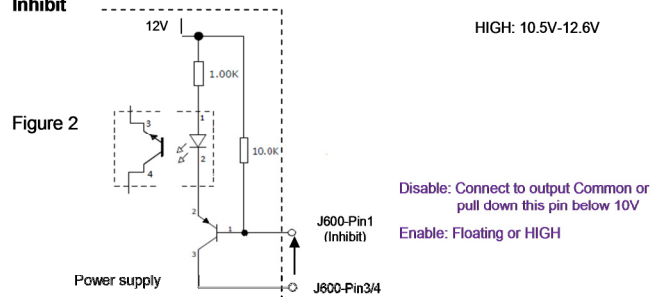 Inhibit
12V
HIGH: 10.5V-12.6V
1.00K
Figure 2
3
1
4
2
10.0K
Disable: Connect to output Common or
pull down this pin below 10V
2
1
J600-Pin1
(Inhibit)
Enable: Floating or HIGH
3
Power supply
J600-Pin3/4